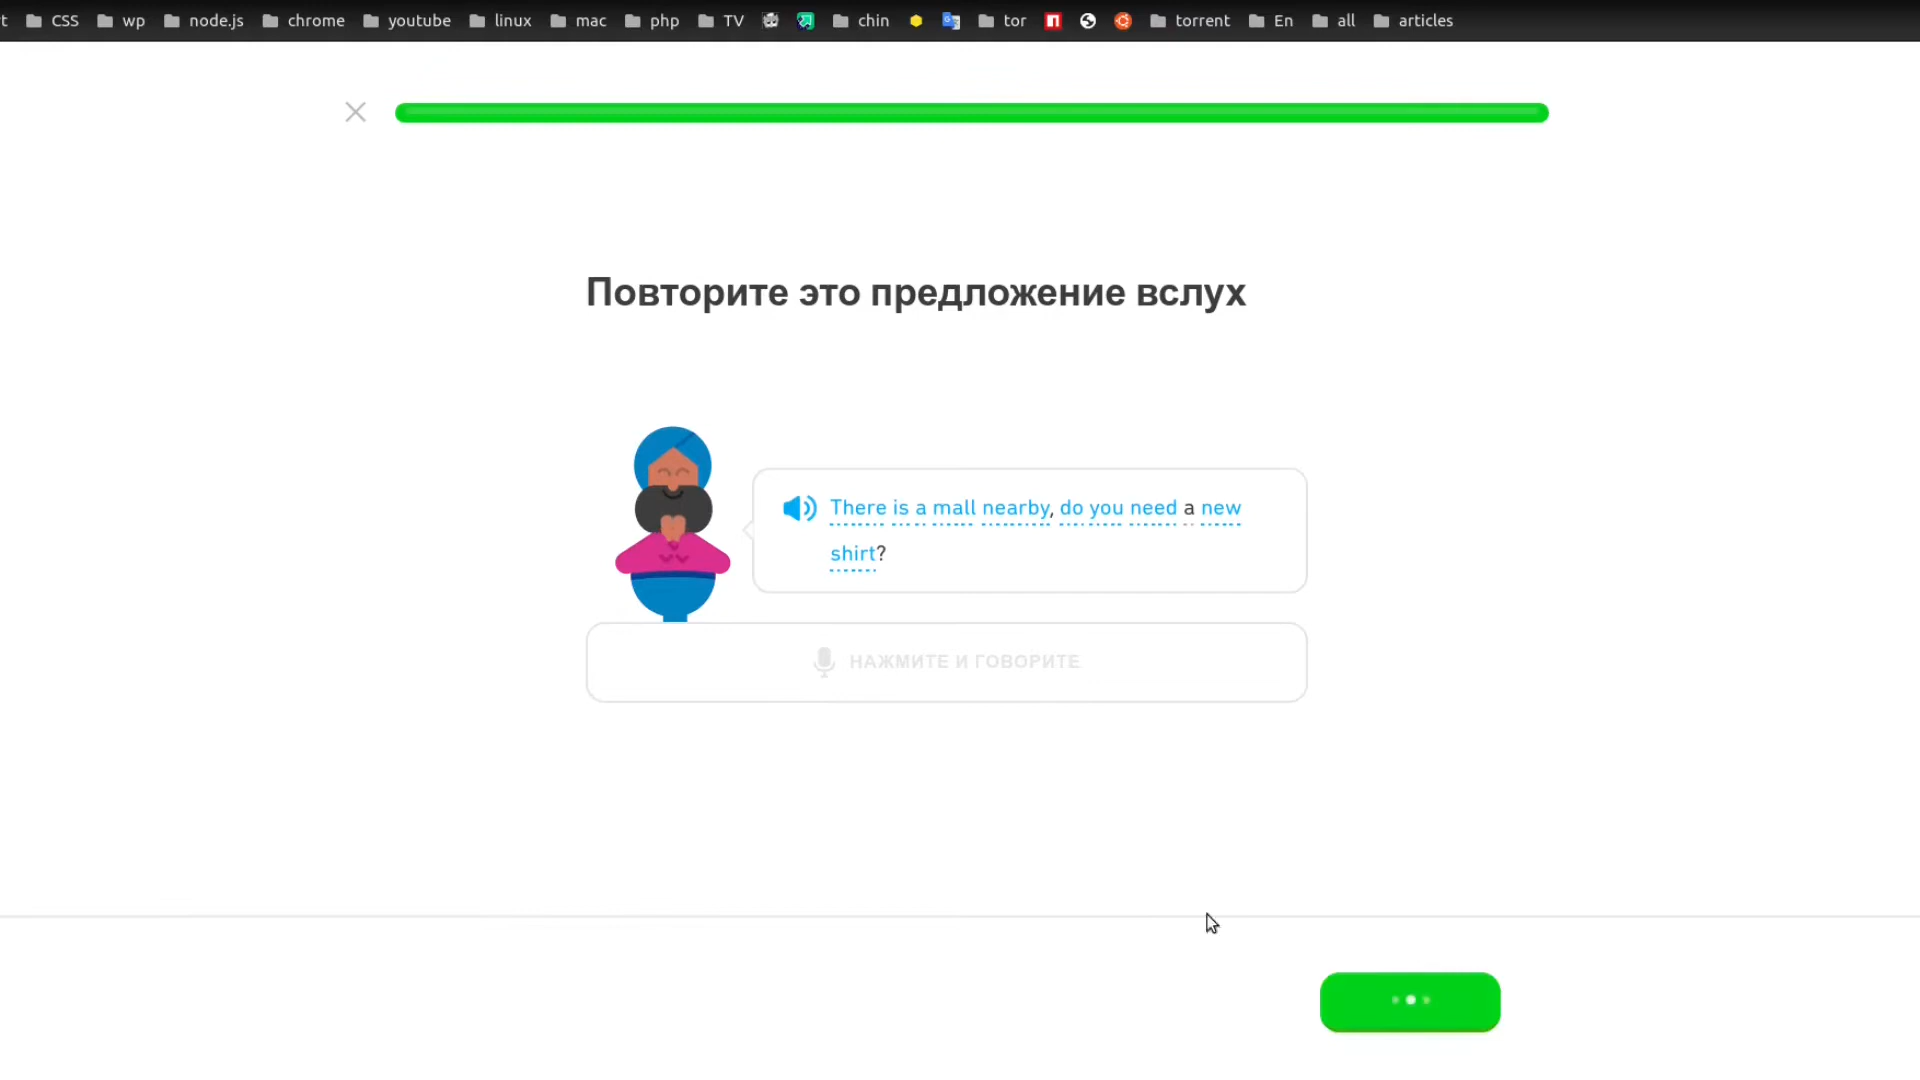 t CSS wp node.js chrome youtube linux mac php TV chin tor torrent En all articles
Повторите это предложение вслух
There is a mall nearby, do you need a new
shirt?
НАЖМИТЕ И ГОВОРИТЕ